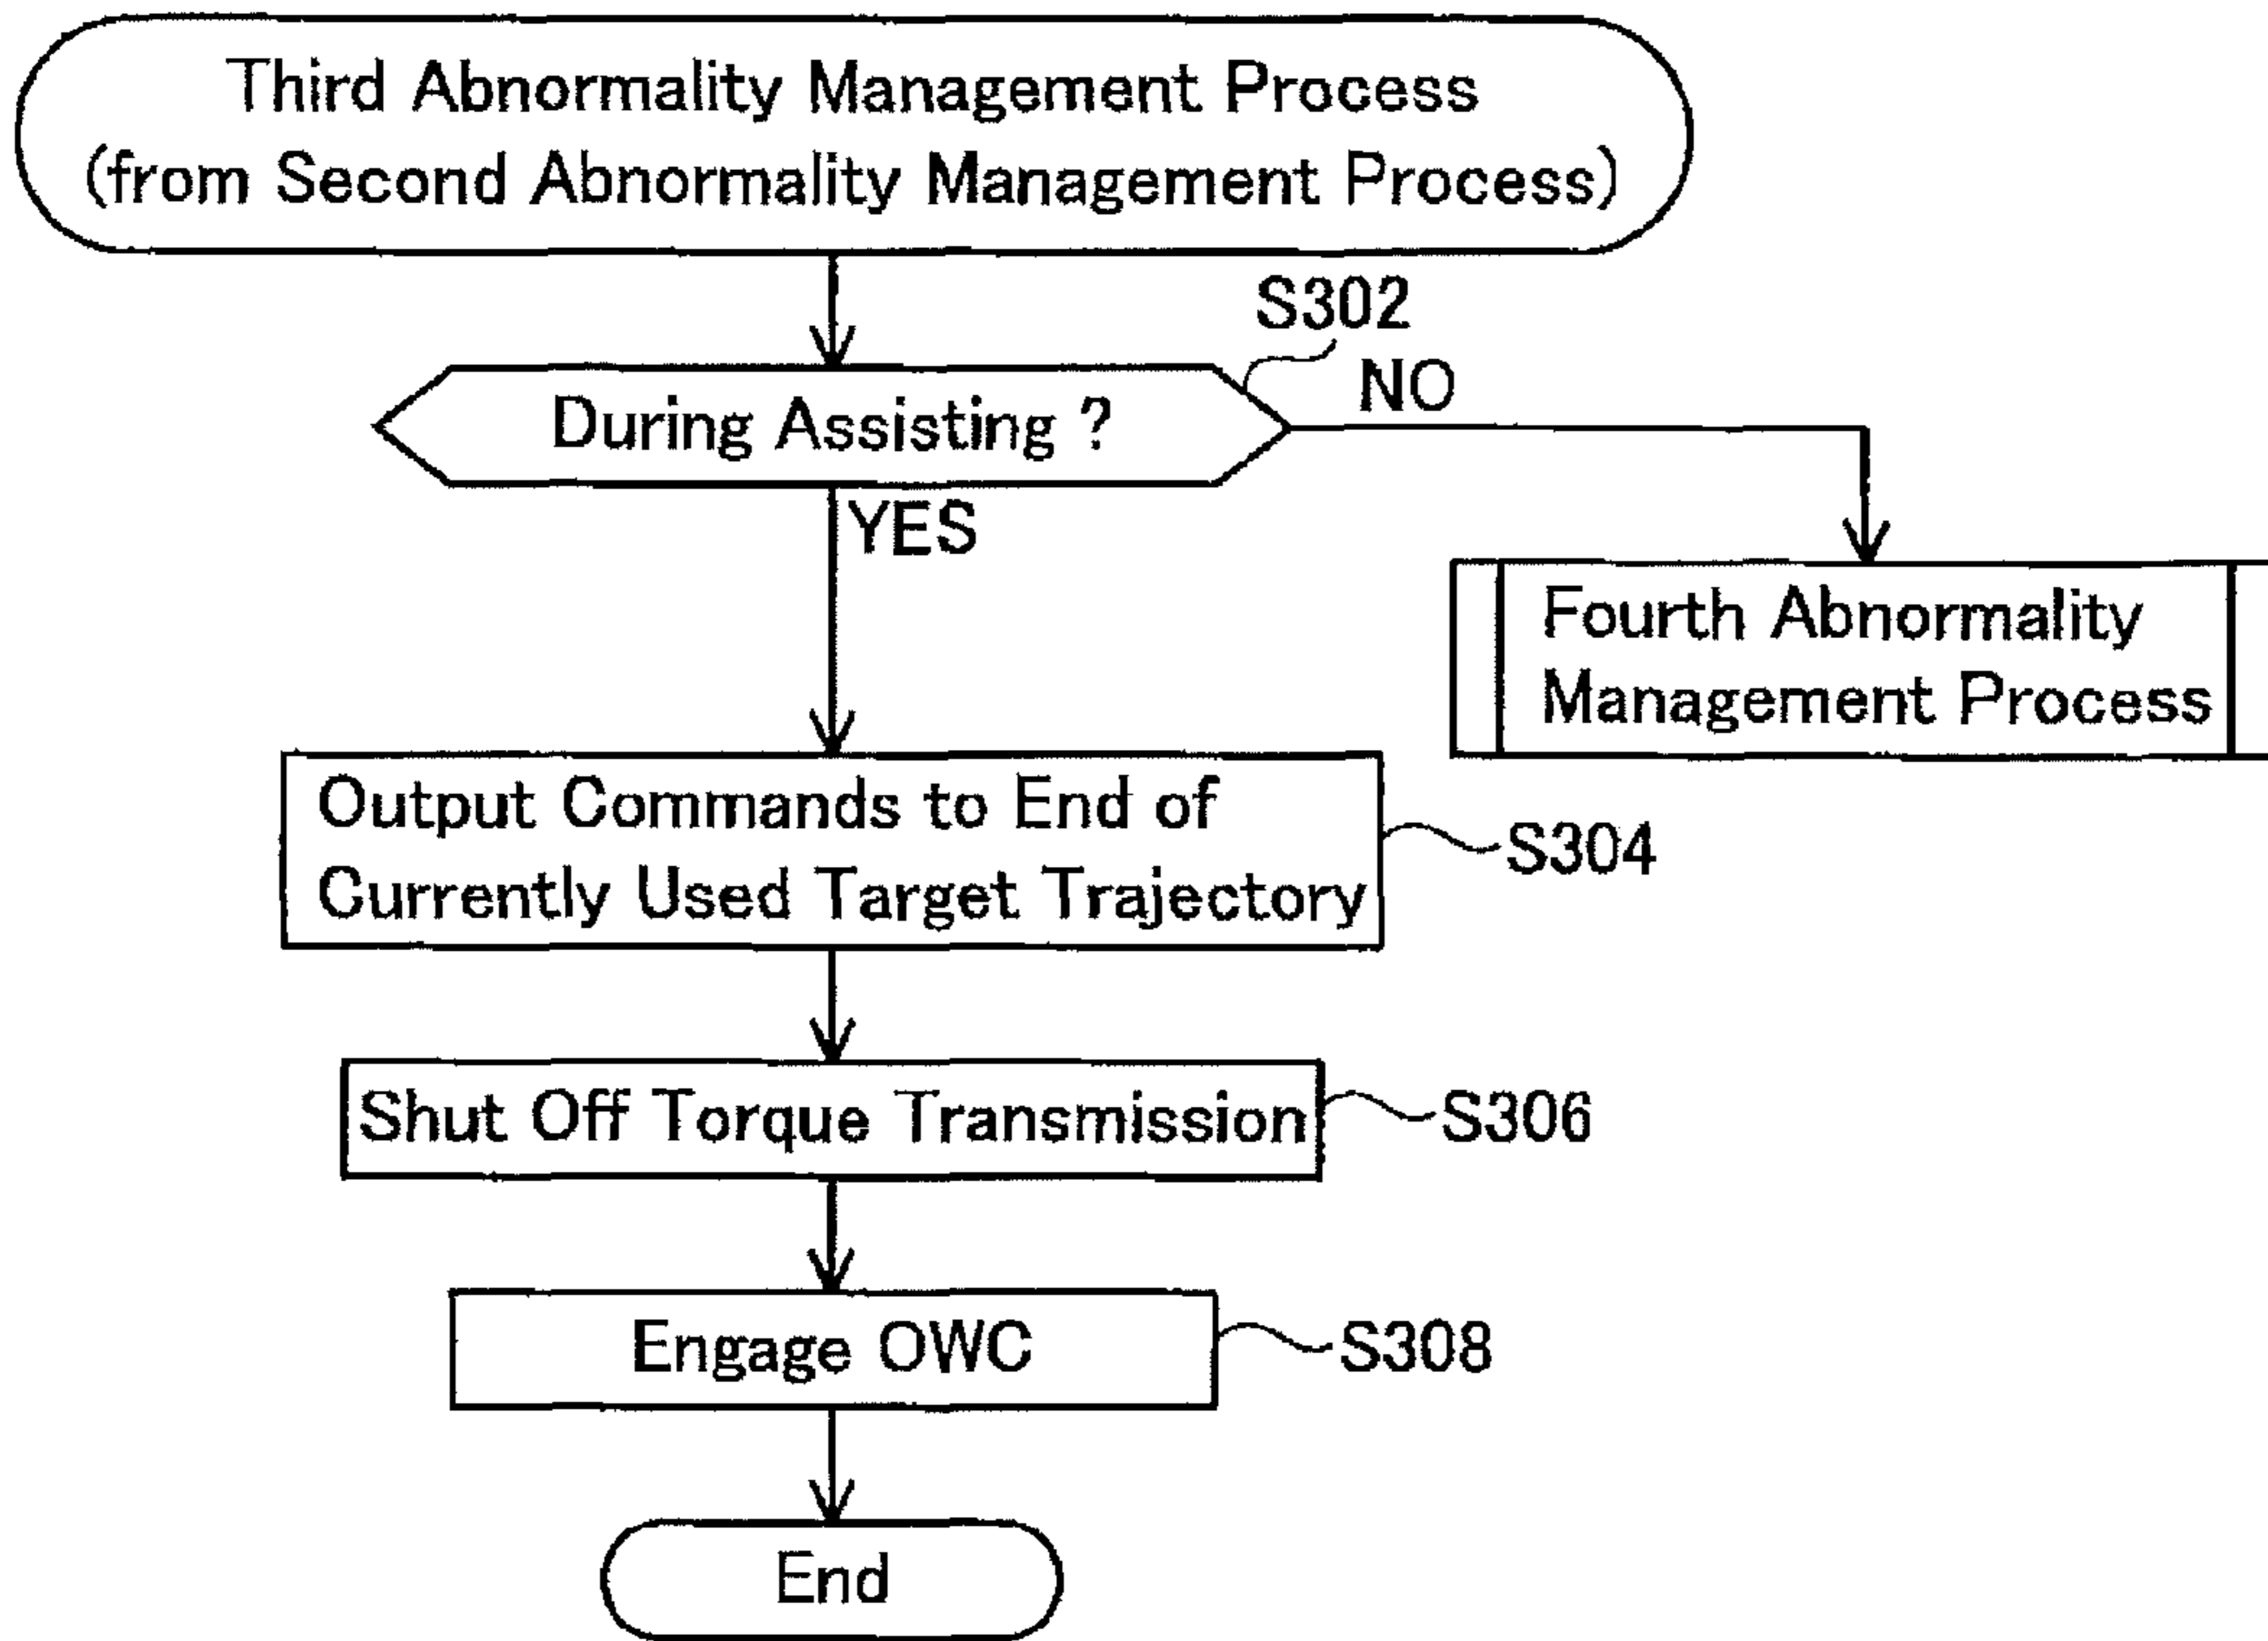 Third Abnormality Management Process
(from Second Abnormality Management Process)
S302
During Assisting ?
NO
YES
Fourth Abnormality
Management Process
Output Commands to End of
Currently Used Target Trajectory
S304
Shut Off Torque Transmission
S306
Engage OWC
S308
End